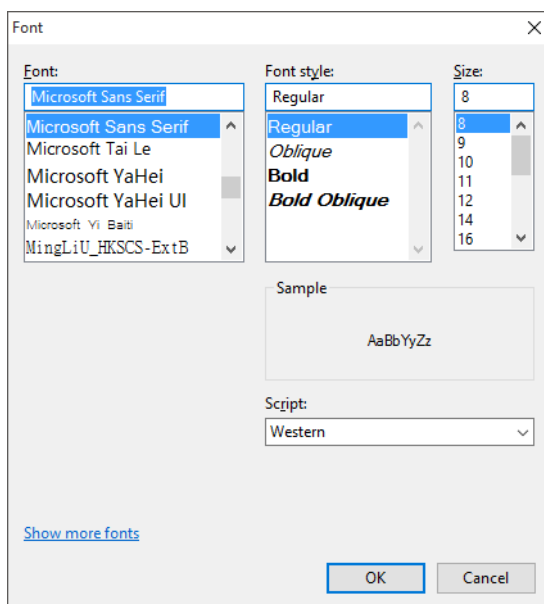 Font
Font:
Microsoft Sans Serif
Microsoft Sans Serif
Microsoft Tai Le
Microsoft YaHei
Microsoft YaHei UI
Microsoft Yi Baiti
MingLiU_HKSCS-ExtB
Font style:
Regular
Regular
Oblique
Bold
Bold Oblique
Size:
8
8
9
10
11
12
14
16
Sample
AaBbYyZz
Script:
Western
Show more fonts
OK
Cancel